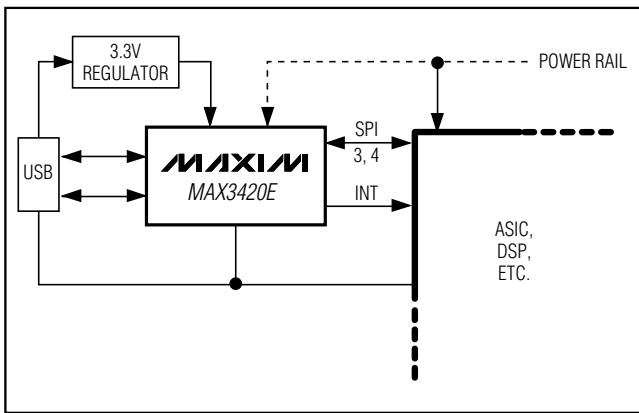 3.3V
REGULATOR
POWER RAIL
USB
MAXIM
MAX3420E
SPI
3, 4
INT
ASIC,
DSP,
ETC.